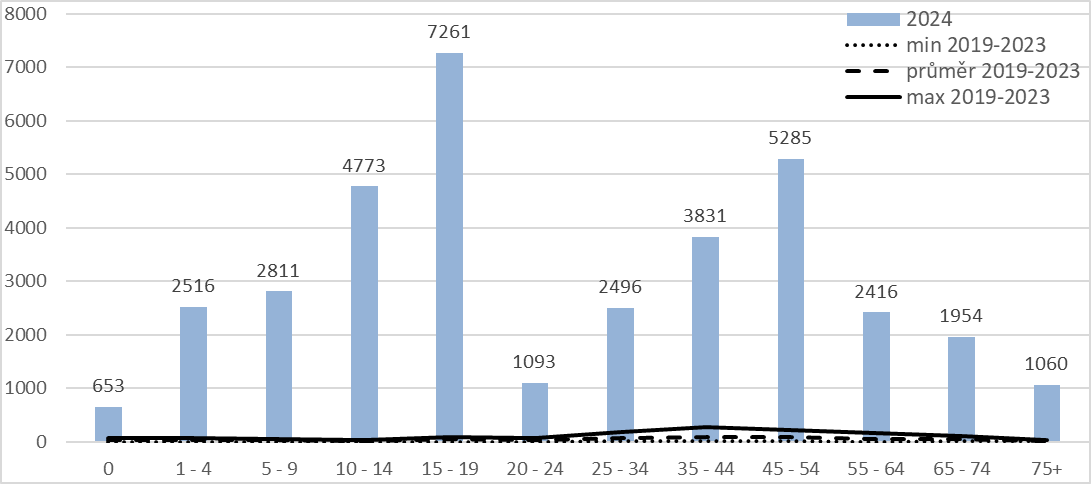 8000
7000
6000
5000
4000
3000
2000
1000
0
2024
min 2019-2023
průměr 2019-2023
max 2019-2023
653
2516
2811
4773
7261
1093
2496
3831
5285
2416
1954
1060
0
1 - 4
5 - 9
10 - 14
15 - 19
20 - 24
25 - 34
35 - 44
45 - 54
55 - 64
65 - 74
75+